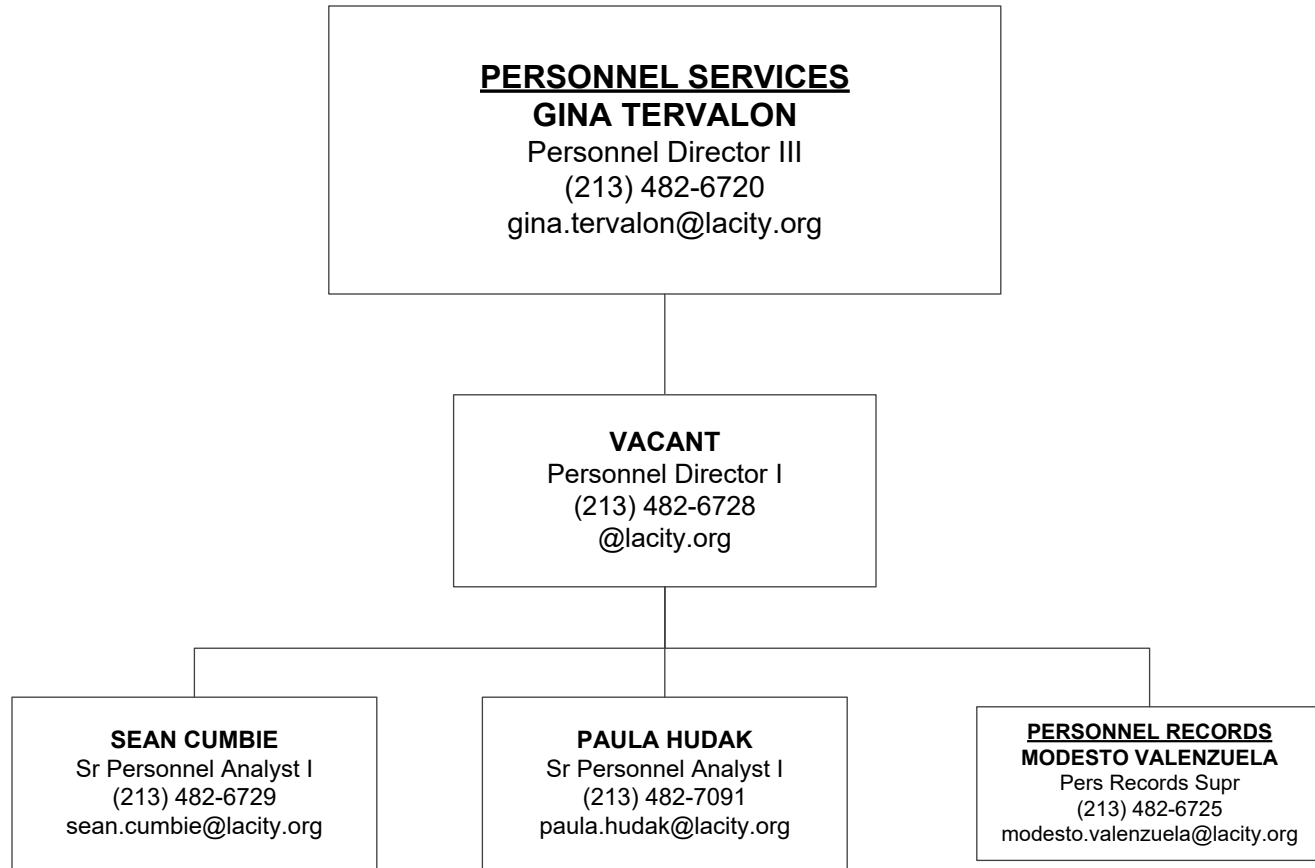 PERSONNEL SERVICES
GINA TERVALON
Personnel Director III
(213) 482-6720
gina.tervalon@lacity.org
VACANT
Personnel Director I
(213) 482-6728
@lacity.org
SEAN CUMBIE
Sr Personnel Analyst I
(213) 482-6729
sean.cumbie@lacity.org
PAULA HUDAK
Sr Personnel Analyst I
(213) 482-7091
paula.hudak@lacity.org
PERSONNEL RECORDS
MODESTO VALENZUELA
Pers Records Supr
(213) 482-6725
modesto.valenzuela@lacity.org